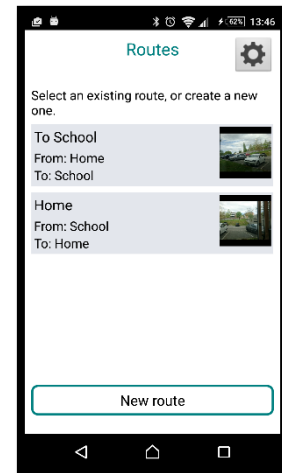 62% 13:46
Routes
Select an existing route, or create a new
one.
To School
From: Home
To: School
Home
From: School
To: Home
New route